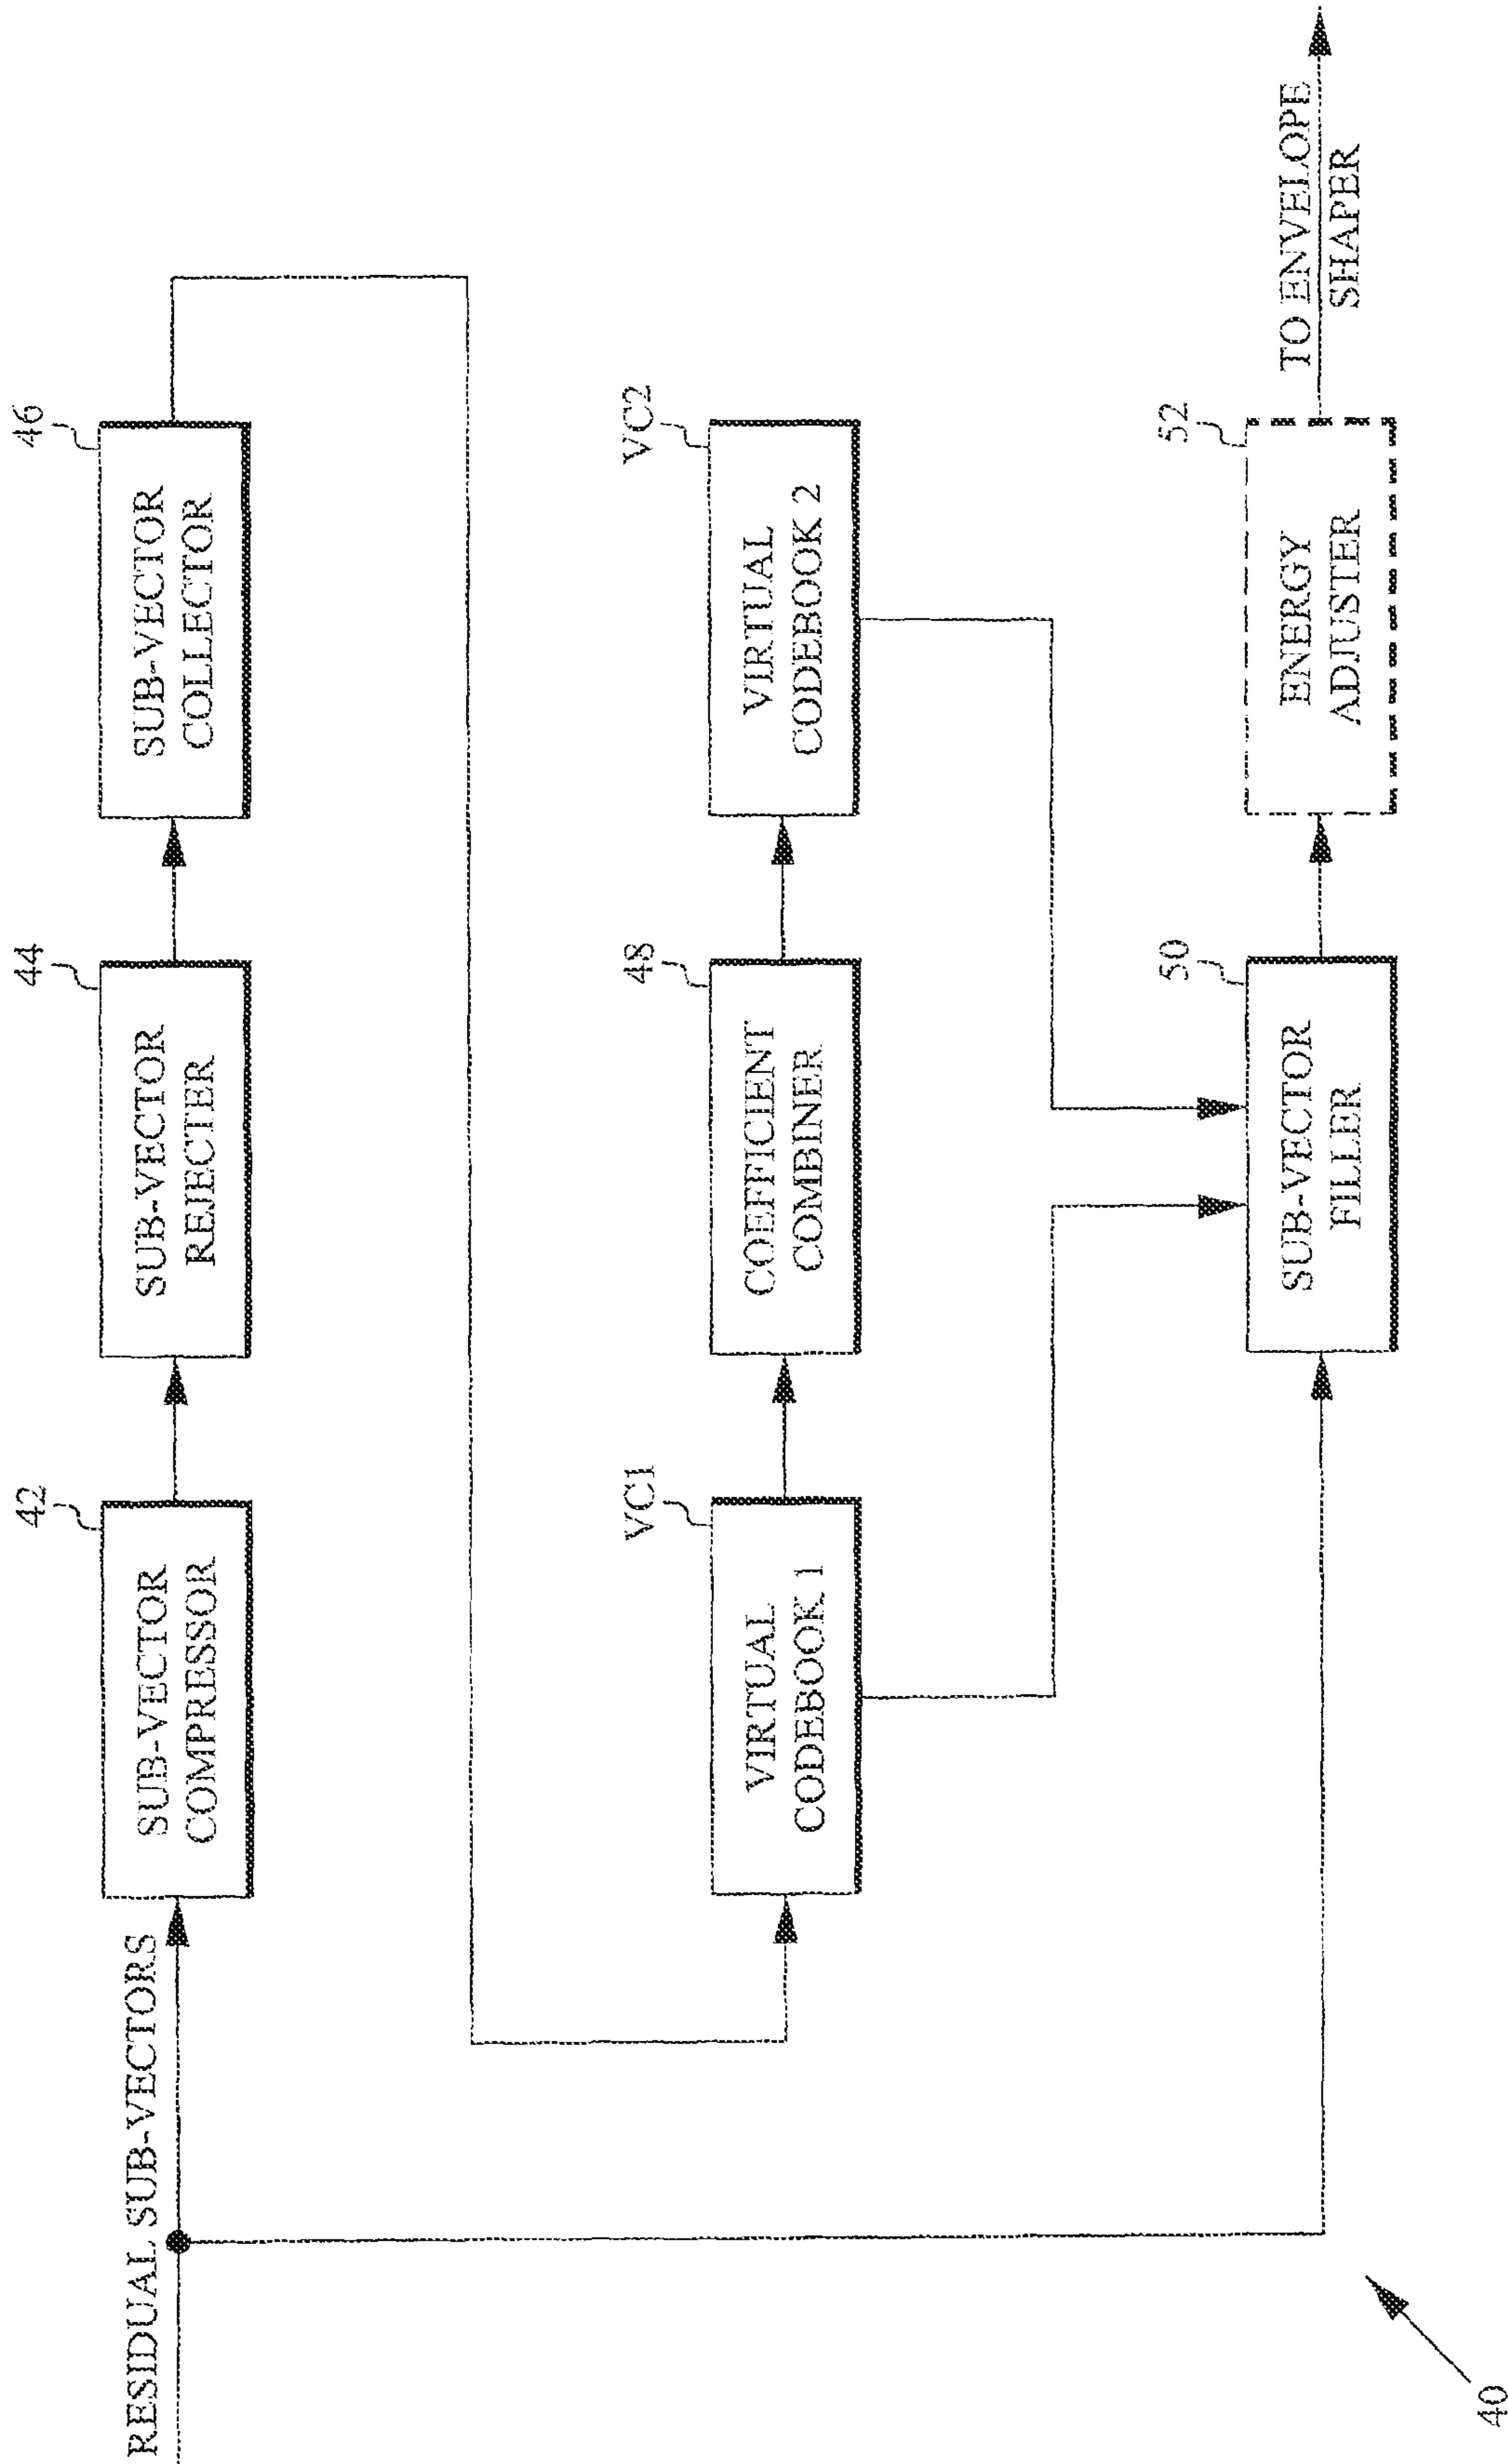 RESIDUAL SUB-VECTORS
42
SUB-VECTOR
COMPRESSOR
44
SUB-VECTOR
REJECTER
46
SUB-VECTOR
COLLECTOR
VC1
VIRTUAL
CODEBOOK 1
48
COEFFICIENT
COMBINER
VC2
VIRTUAL
CODEBOOK 2
50
SUB-VECTOR
FILLER
52
ENERGY
ADJUSTER
TO ENVELOPE
SHAPER
40